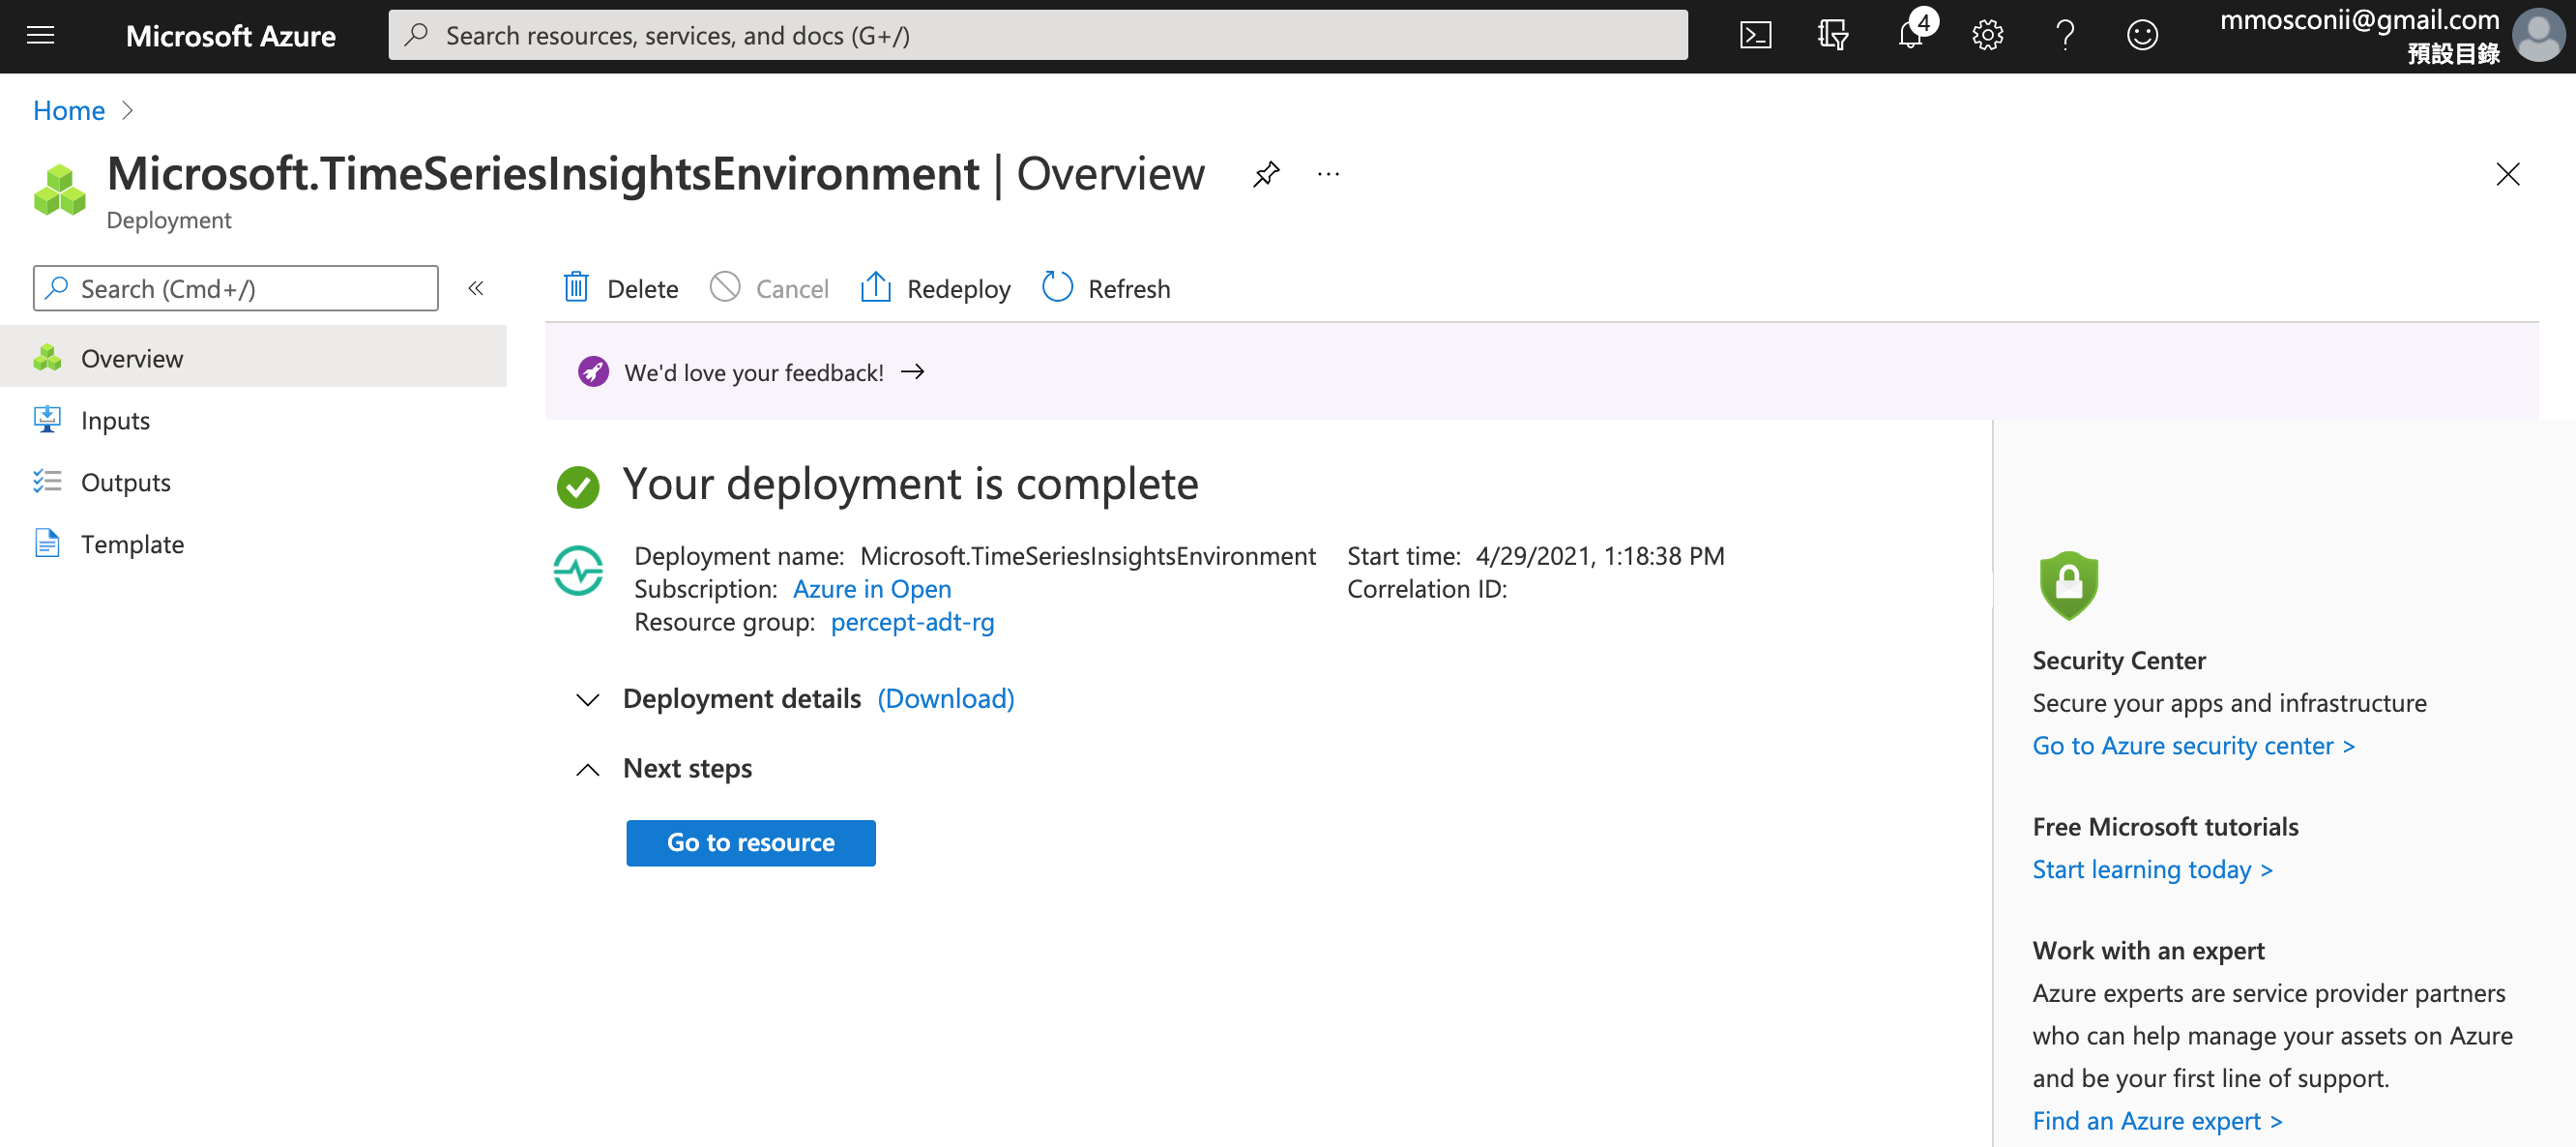 Microsoft Azure
Search resources, services, and docs (G+/)
4
mmosconii@gmail.com
預設目錄
Home
Microsoft.TimeSeriesInsightsEnvironment | Overview
Deployment
Search (Cmd+/)
Overview
Inputs
Outputs
Template
Delete
Cancel
Redeploy
Refresh
We'd love your feedback!
Your deployment is complete
Deployment name: Microsoft.TimeSeriesInsightsEnvironment
Subscription: Azure in Open
Resource group: percept-adt-rg
Start time: 4/29/2021, 1:18:38 PM
Correlation ID:
Deployment details (Download)
Next steps
Go to resource
Security Center
Secure your apps and infrastructure
Go to Azure security center >
Free Microsoft tutorials
Start learning today >
Work with an expert
Azure experts are service provider partners
who can help manage your assets on Azure
and be your first line of support.
Find an Azure expert >